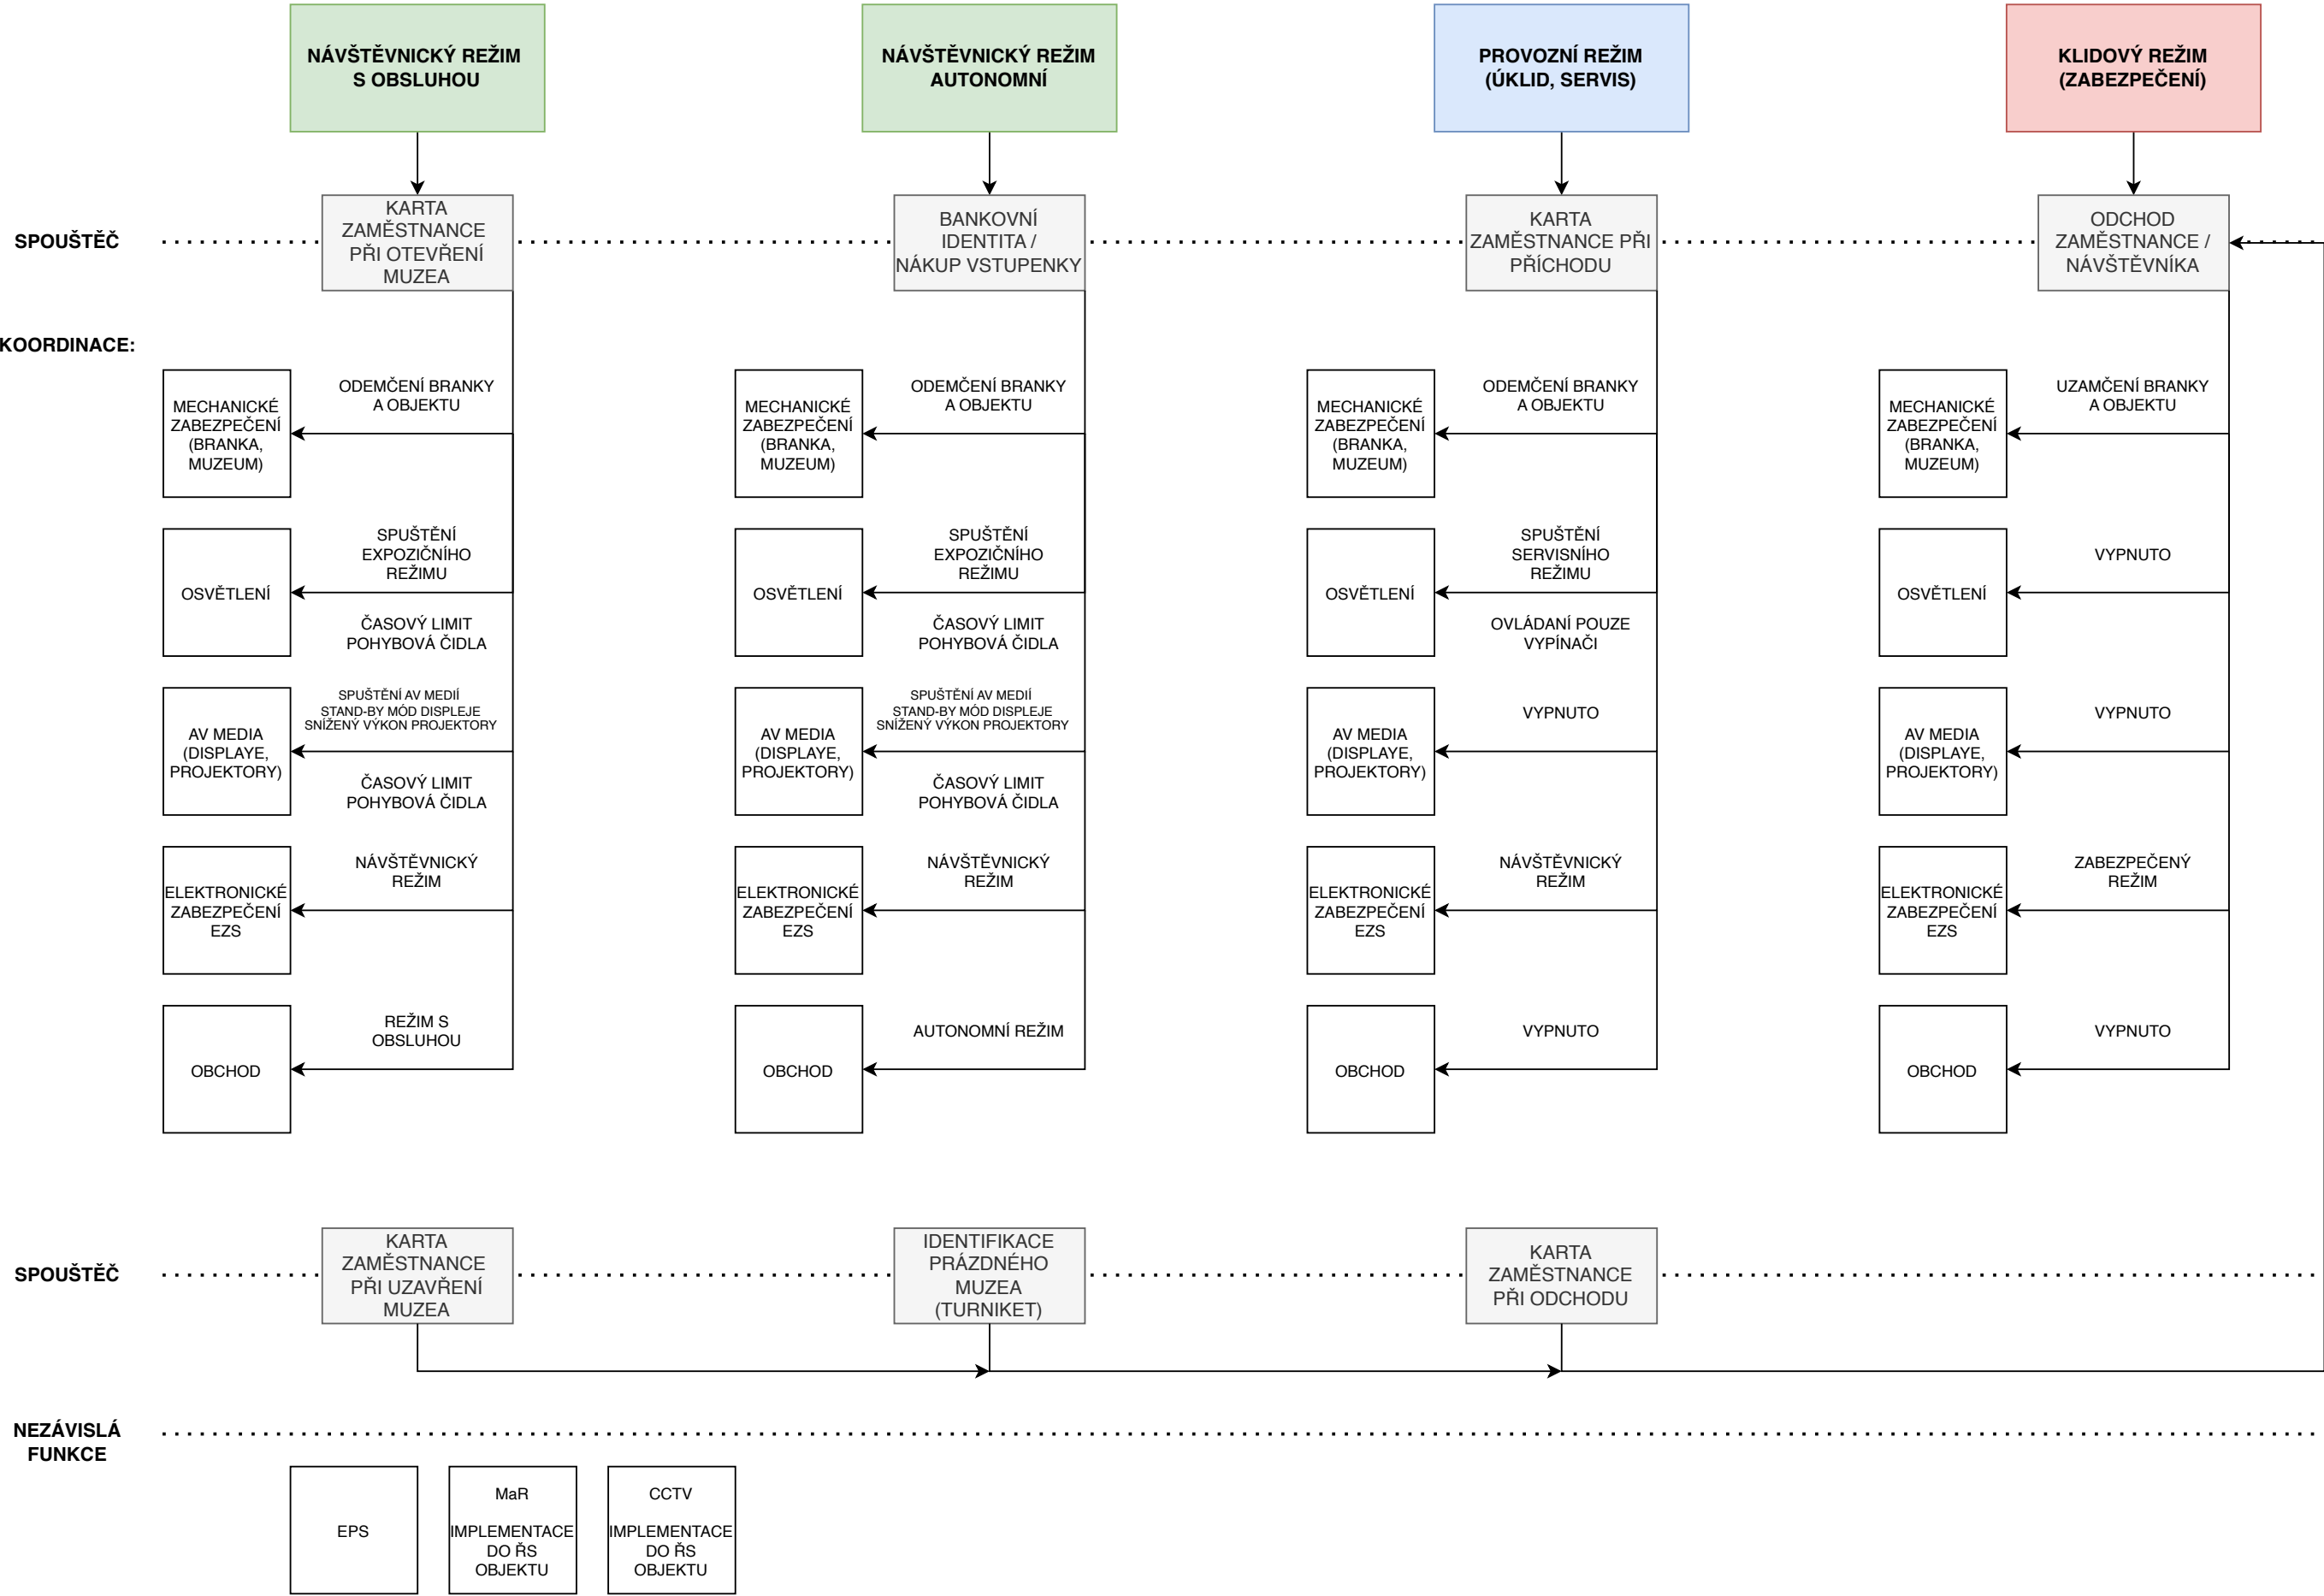 NÁVŠTĚVNICKÝ REŽIM
S OBSLUHOU
NÁVŠTĚVNICKÝ REŽIM
AUTONOMNÍ
PROVOZNÍ REŽIM
(ÚKLID, SERVIS)
KLIDOVÝ REŽIM
(ZABEZPEČENÍ)
SPOUŠTĚČ
KARTA
ZAMĚSTNANCE
PŘI OTEVŘENÍ
MUZEA
BANKOVNÍ
IDENTITA /
NÁKUP VSTUPENKY
KARTA
ZAMĚSTNANCE PŘI
PŘÍCHODU
ODCHOD
ZAMĚSTNANCE /
NÁVŠTĚVNÍKA
KOORDINACE:
MECHANICKÉ
ZABEZPEČENÍ
(BRANKA,
MUZEUM)
ODEMČENÍ BRANKY
A OBJEKTU
MECHANICKÉ
ZABEZPEČENÍ
(BRANKA,
MUZEUM)
ODEMČENÍ BRANKY
A OBJEKTU
MECHANICKÉ
ZABEZPEČENÍ
(BRANKA,
MUZEUM)
ODEMČENÍ BRANKY
A OBJEKTU
MECHANICKÉ
ZABEZPEČENÍ
(BRANKA,
MUZEUM)
UZAMČENÍ BRANKY
A OBJEKTU
OSVĚTLENÍ
SPUŠTĚNÍ
EXPOZIČNÍHO
REŽIMU
ČASOVÝ LIMIT
POHYBOVÁ ČIDLA
OSVĚTLENÍ
SPUŠTĚNÍ
EXPOZIČNÍHO
REŽIMU
ČASOVÝ LIMIT
POHYBOVÁ ČIDLA
OSVĚTLENÍ
SPUŠTĚNÍ
SERVISNÍHO
REŽIMU
OVLÁDANÍ POUZE
VYPÍNAČI
OSVĚTLENÍ
VYPNUTO
AV MEDIA
(DISPLAYE,
PROJEKTORY)
SPUŠTĚNÍ AV MEDIÍ
STAND-BY MÓD DISPLEJE
SNÍŽENÝ VÝKON PROJEKTORY
ČASOVÝ LIMIT
POHYBOVÁ ČIDLA
AV MEDIA
(DISPLAYE,
PROJEKTORY)
SPUŠTĚNÍ AV MEDIÍ
STAND-BY MÓD DISPLEJE
SNÍŽENÝ VÝKON PROJEKTORY
ČASOVÝ LIMIT
POHYBOVÁ ČIDLA
AV MEDIA
(DISPLAYE,
PROJEKTORY)
VYPNUTO
AV MEDIA
(DISPLAYE,
PROJEKTORY)
VYPNUTO
ELEKTRONICKÉ
ZABEZPEČENÍ
EZS
NÁVŠTĚVNICKÝ
REŽIM
ELEKTRONICKÉ
ZABEZPEČENÍ
EZS
NÁVŠTĚVNICKÝ
REŽIM
ELEKTRONICKÉ
ZABEZPEČENÍ
EZS
NÁVŠTĚVNICKÝ
REŽIM
ELEKTRONICKÉ
ZABEZPEČENÍ
EZS
ZABEZPEČENÝ
REŽIM
OBCHOD
REŽIM S
OBSLUHOU
OBCHOD
AUTONOMNÍ REŽIM
OBCHOD
VYPNUTO
OBCHOD
VYPNUTO
SPOUŠTĚČ
KARTA
ZAMĚSTNANCE
PŘI UZAVŘENÍ
MUZEA
IDENTIFIKACE
PRÁZDNÉHO
MUZEA
(TURNIKET)
KARTA
ZAMĚSTNANCE
PŘI ODCHODU
NEZÁVISLÁ
FUNKCE
EPS
MaR
IMPLEMENTACE
DO ŘS
OBJEKTU
CCTV
IMPLEMENTACE
DO ŘS
OBJEKTU